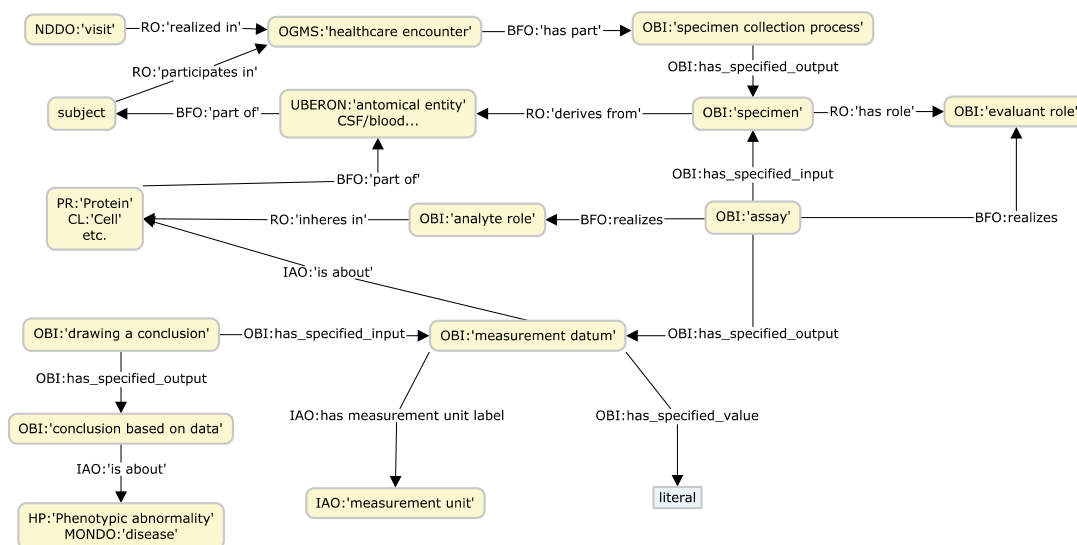 NDDO:'visit'
RO:'realized in'
OGMS:'healthcare encounter'
BFO:'has part'
OBI:'specimen collection process'
RO:'participates in'
OBI:has_specified_output
subject
BFO:'part of'
UBERON:'antomical entity'
CSF/blood...
RO:'derives from'
OBI:'specimen'
RO:'has role'
OBI:'evaluant role'
BFO:'part of'
OBI:has_specified_input
PR:'Protein'
CL:'Cell'
etc.
RO:'inheres in'
OBI:'analyte role'
BFO:realizes
OBI:'assay'
BFO:realizes
IAO:'is about'
OBI:'drawing a conclusion'
OBI:has_specified_input
OBI:'measurement datum'
OBI:has_specified_output
OBI:has_specified_output
IAO:has measurement unit label
OBI:has_specified_value
OBI:'conclusion based on data'
IAO:'is about'
IAO:'measurement unit'
literal
HP:'Phenotypic abnormality'
MONDO:'disease'